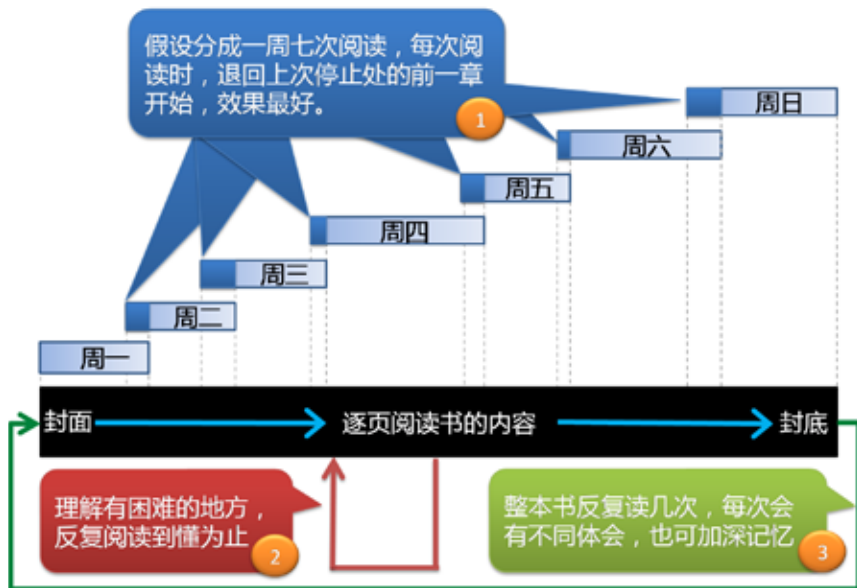 假设分成一周七次阅读，每次阅
读时，退回上次停止处的前一章
开始，效果最好。
1
周日
周六
周五
周四
周三
周二
周一
封面
逐页阅读书的内容
封底
理解有困难的地方，
反复阅读到懂为止
2
整本书反复读几次，每次会
有不同体会，也可加深记忆
3